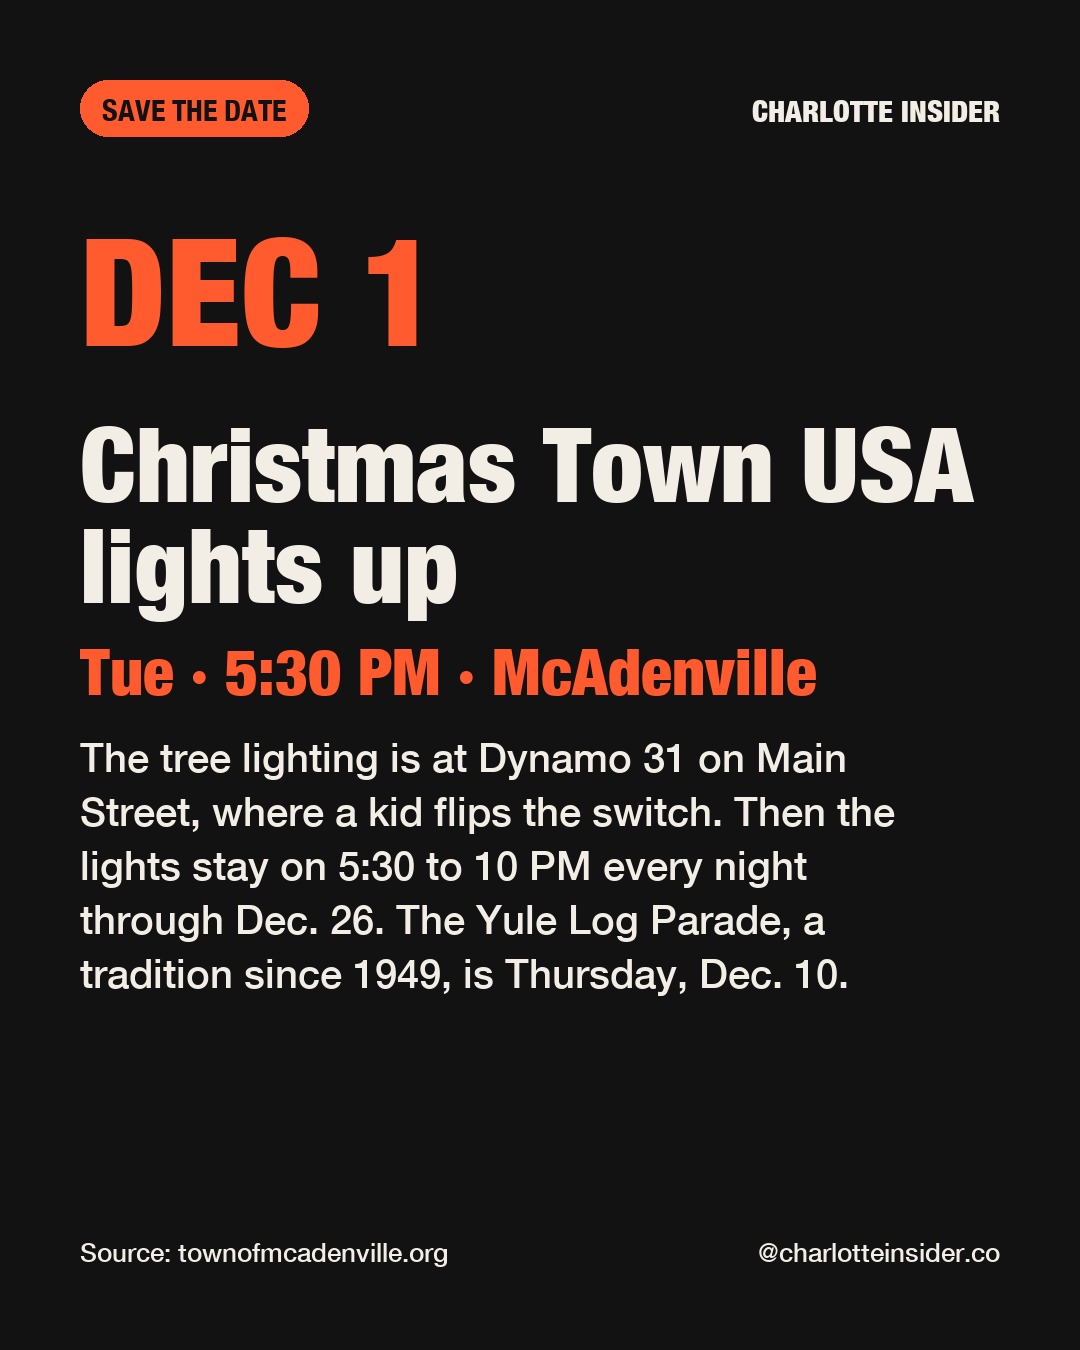 SAVE THE DATE
CHARLOTTE INSIDER
DEC 1
Christmas Town USA
lights up
Tue • 5:30 PM • McAdenville
The tree lighting is at Dynamo 31 on Main
Street, where a kid flips the switch. Then the
lights stay on 5:30 to 10 PM every night
through Dec. 26. The Yule Log Parade, a
tradition since 1949, is Thursday, Dec. 10.
Source: townofmcadenville.org
@charlotteinsider.co